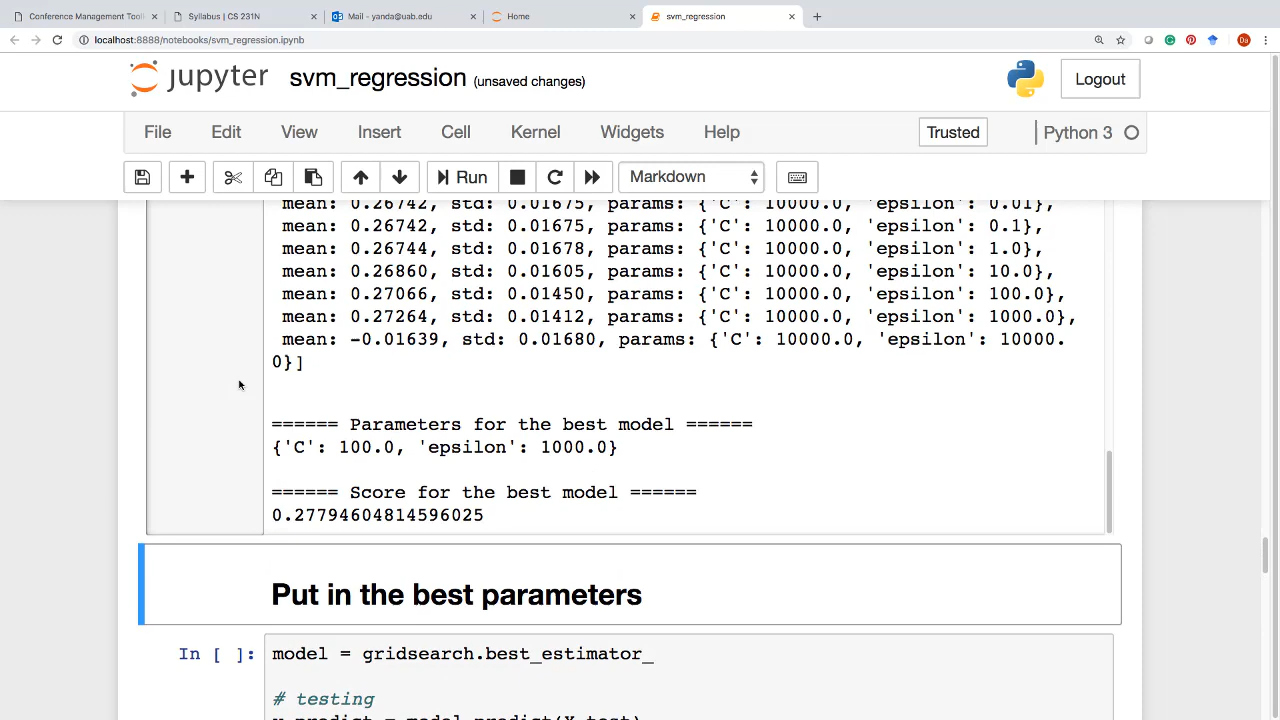 Conference Management Tool
Syllabus | CS 231N
Mail - yanda@uab.edu
Home
svm_regression
localhost:8888/notebooks/svm_regression.ipynb
Da
jupyter svm_regression (unsaved changes)
Logout
File Edit View Insert Cell Kernel Widgets Help
Trusted
Python 3
Run
Markdown
mean: 0.26742, std: 0.01675, params: {'C': 10000.0, 'epsilon': 0.01},
mean: 0.26742, std: 0.01675, params: {'C': 10000.0, 'epsilon': 0.1},
mean: 0.26744, std: 0.01678, params: {'C': 10000.0, 'epsilon': 1.0},
mean: 0.26860, std: 0.01605, params: {'C': 10000.0, 'epsilon': 10.0},
mean: 0.27066, std: 0.01450, params: {'C': 10000.0, 'epsilon': 100.0},
mean: 0.27264, std: 0.01412, params: {'C': 10000.0, 'epsilon': 1000.0},
mean: -0.01639, std: 0.01680, params: {'C': 10000.0, 'epsilon': 10000.
0}]
====== Parameters for the best model ======
{'C': 100.0, 'epsilon': 1000.0}
====== Score for the best model ======
0.27794604814596025
Put in the best parameters
In [ ]:
model = gridsearch.best_estimator_
# testing
y_predict = model.predict(X_test)